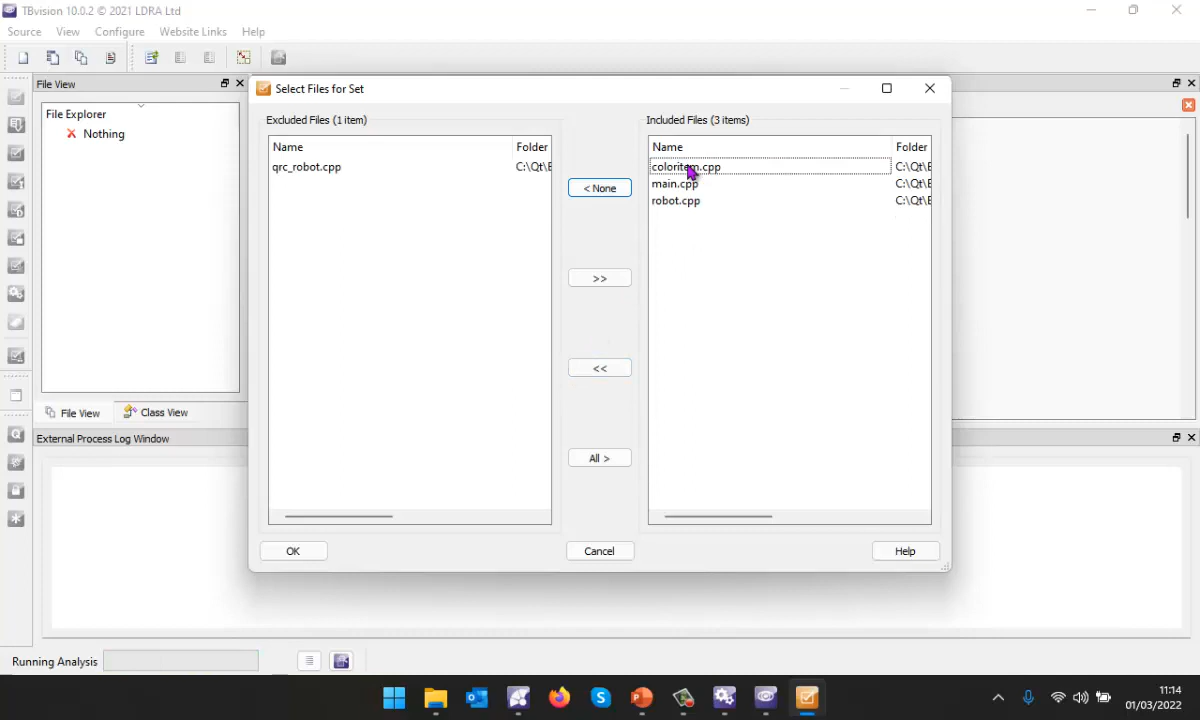 TBvision 10.0.2 © 2021 LDRA Ltd
Source View Configure Website Links Help
File View
File Explorer
Nothing
File View
Class View
External Process Log Window
Select Files for Set
Excluded Files (1 item)
Name Folder
qrc_robot.cpp C:\Qt\E
< None
>>
<<
All >
Included Files (3 items)
Name Folder
coloritem.cpp C:\Qt\E
main.cpp C:\Qt\E
robot.cpp C:\Qt\E
OK
Cancel
Help
Running Analysis
11:14
01/03/2022